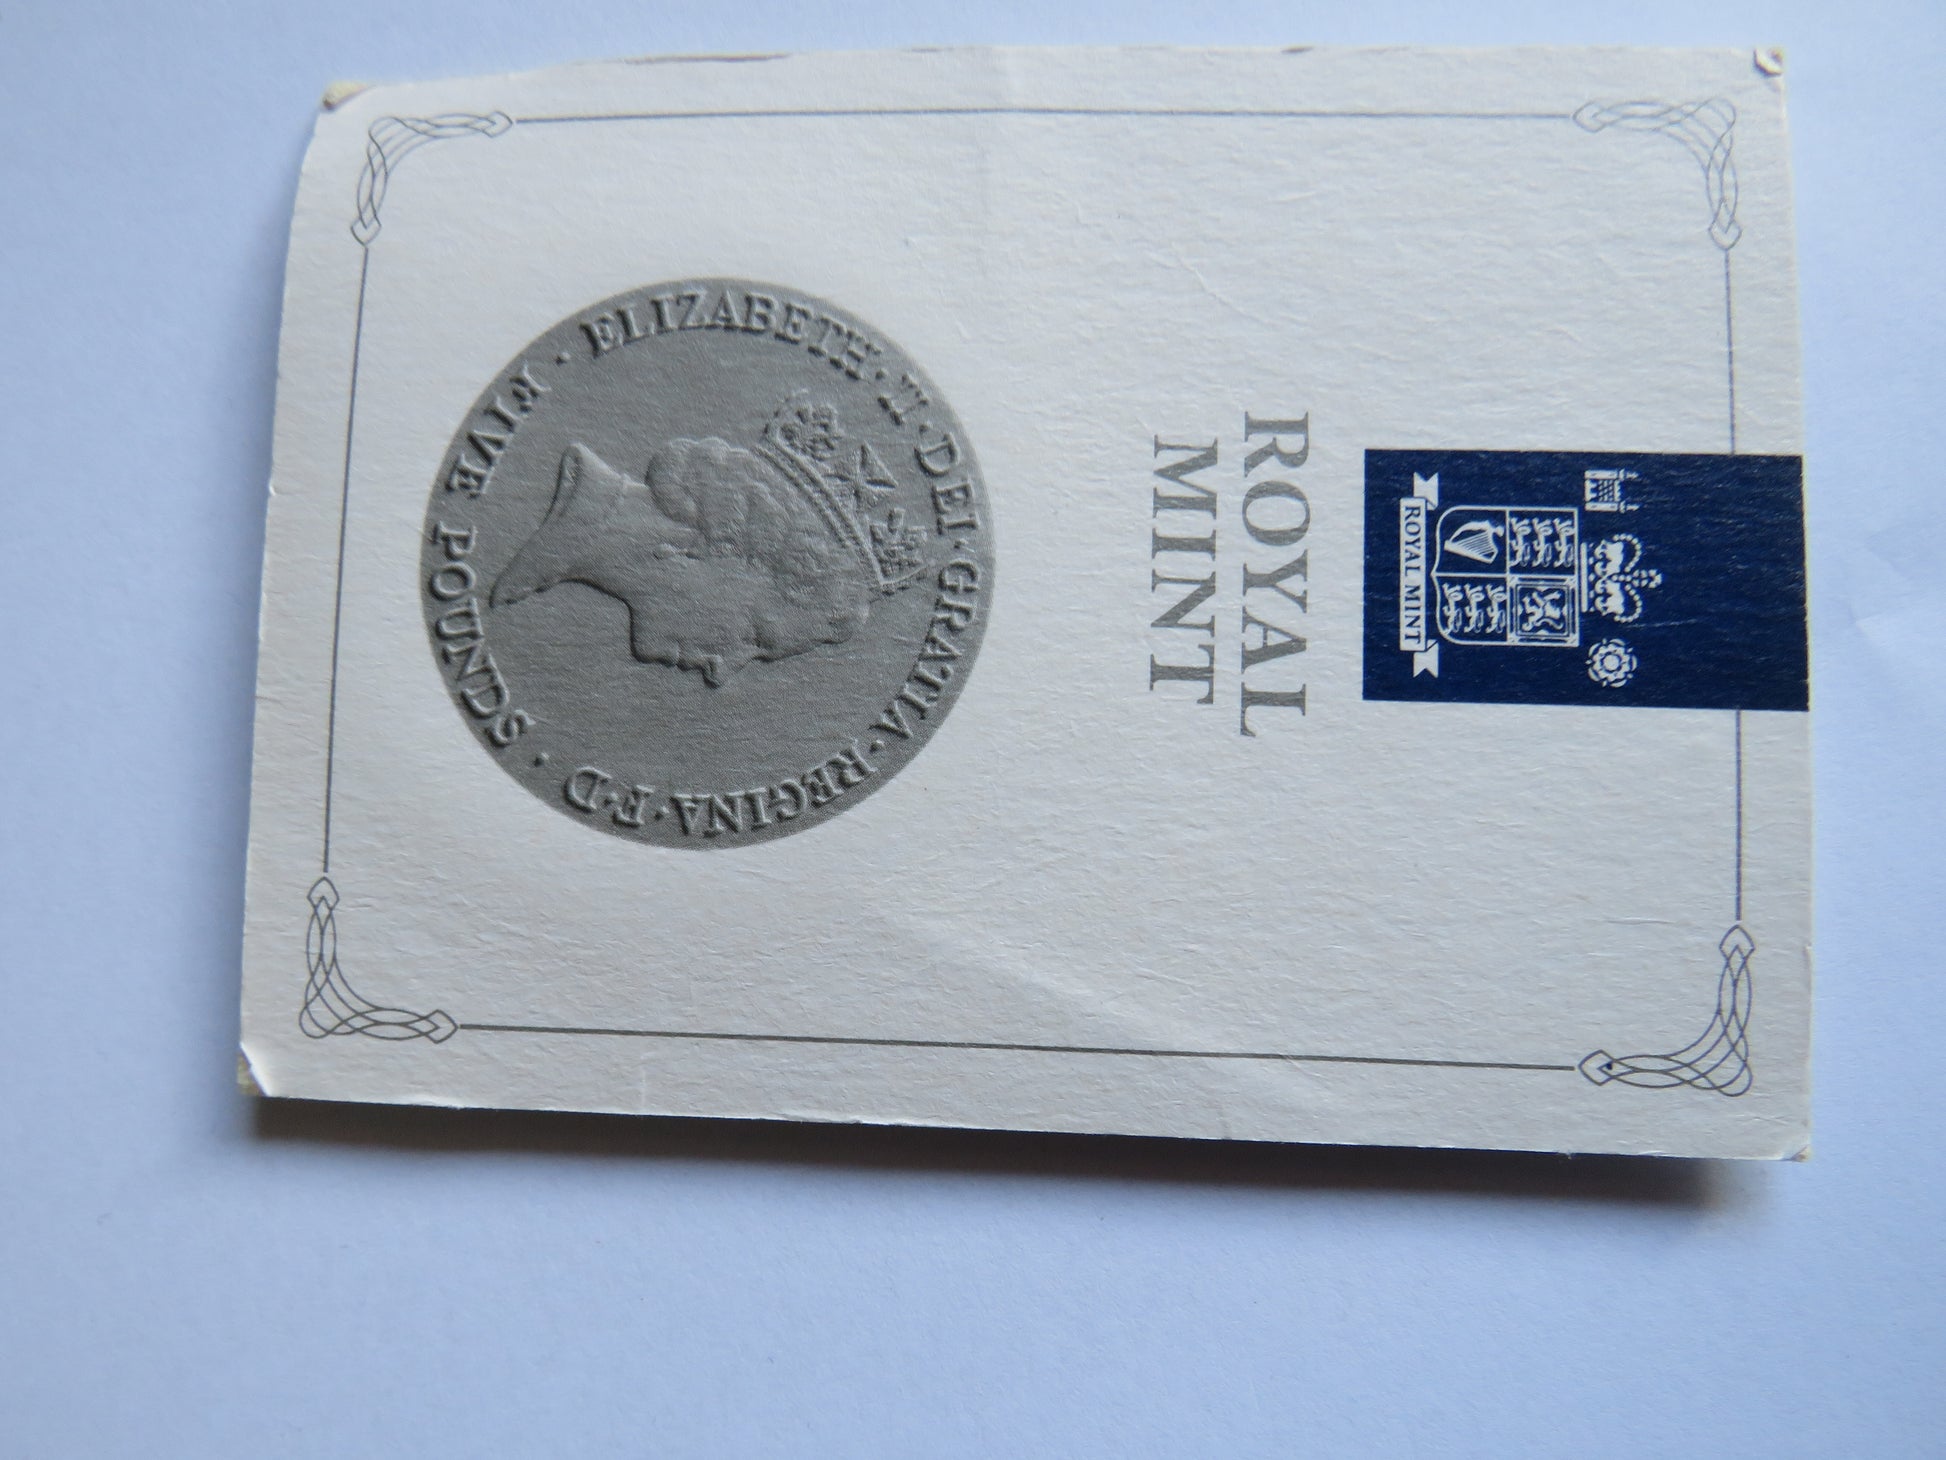 ROYAL MINT
ROYAL
MINT
· ELIZABETH · II · DEI · GRATIA · REGINA · F · D ·
FIVE POUNDS